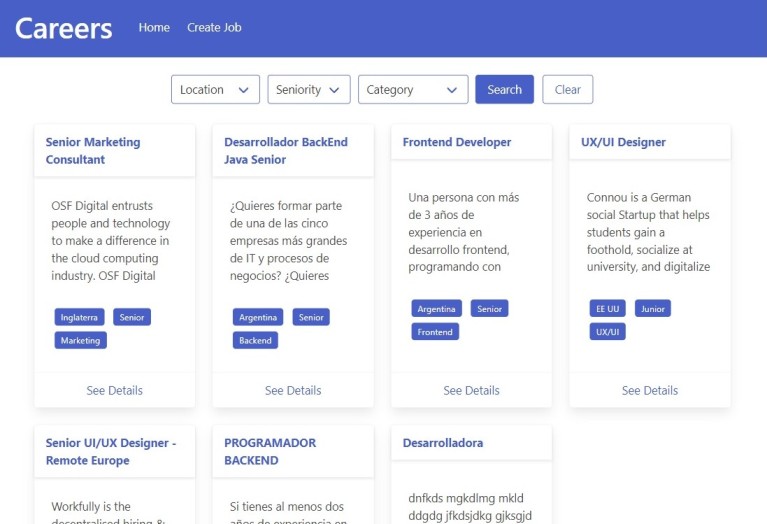 Careers
Home
Create Job
Location
Seniority
Category
Search
Clear
Senior Marketing
Consultant
OSF Digital entrusts
people and technology
to make a difference in
the cloud computing
industry. OSF Digital
Inglaterra
Senior
Marketing
See Details
Desarrollador BackEnd
Java Senior
¿Quieres formar parte
de una de las cinco
empresas más grandes
de IT y procesos de
negocios? ¿Quieres
Argentina
Senior
Backend
See Details
Frontend Developer
Una persona con más
de 3 años de
experiencia en
desarrollo frontend,
programando con
Argentina
Senior
Frontend
See Details
UX/UI Designer
Connou is a German
social Startup that helps
students gain a
foothold, socialize at
university, and digitalize
EE UU
Junior
UX/UI
See Details
Senior UI/UX Designer -
Remote Europe
Workfully is the
decentralised hiring &
PROGRAMADOR
BACKEND
Si tienes al menos dos
años de experiencia en
Desarrolladora
dnfkds mgkdlmg mkld
ddgdg jfkdsjdkg gjksgjd